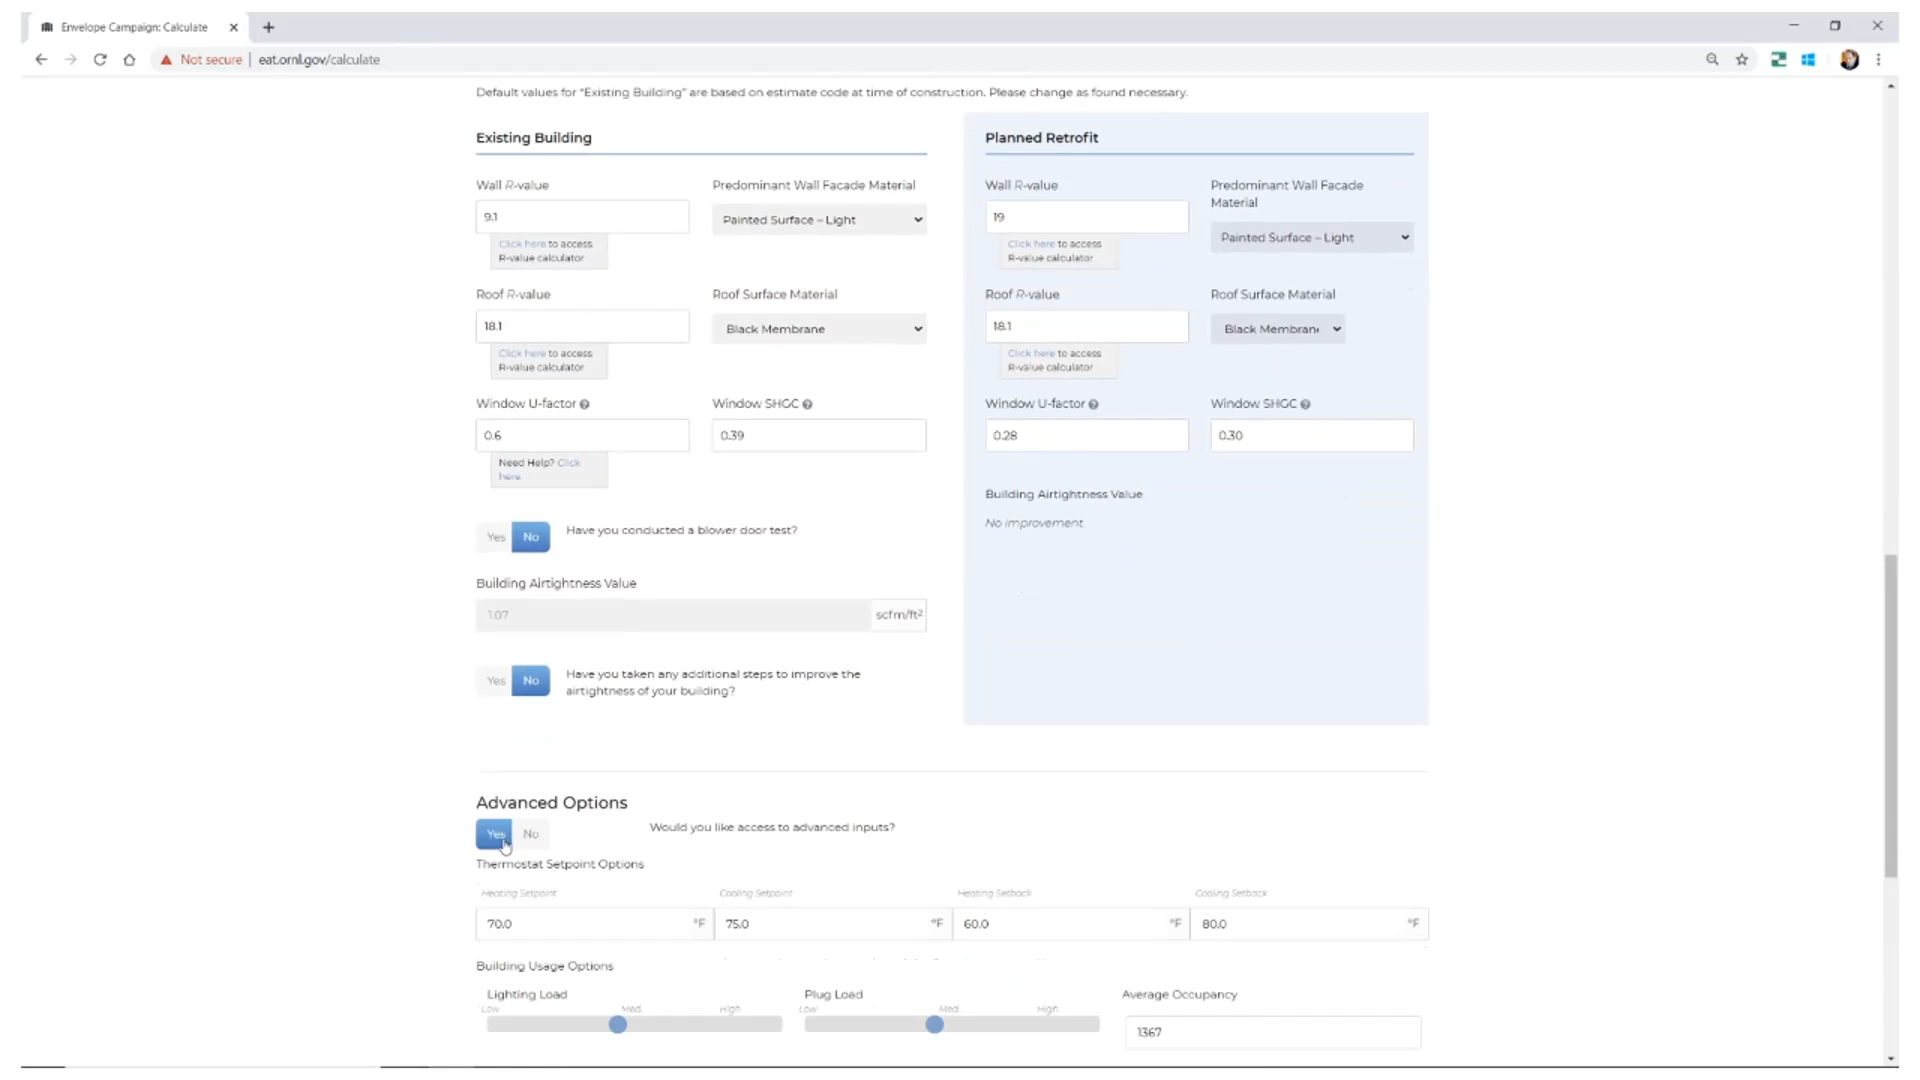 Envelope Campaign: Calculate
Not secure | eat.ornl.gov/calculate
Default values for "Existing Building" are based on estimate code at time of construction. Please change as found necessary.
Existing Building
Wall R-value
Predominant Wall Facade Material
9.1
Painted Surface – Light
Click here to access
R-value calculator
Roof R-value
Roof Surface Material
18.1
Black Membrane
Click here to access
R-value calculator
Window U-factor
Window SHGC
0.6
0.39
Need Help? Click
here
Yes No
Have you conducted a blower door test?
Building Airtightness Value
1.07
scfm/ft²
Yes No
Have you taken any additional steps to improve the
airtightness of your building?
Planned Retrofit
Wall R-value
Predominant Wall Facade
Material
19
Painted Surface – Light
Click here to access
R-value calculator
Roof R-value
Roof Surface Material
18.1
Black Membran
Click here to access
R-value calculator
Window U-factor
Window SHGC
0.28
0.30
Building Airtightness Value
No improvement.
Advanced Options
Yes No
Would you like access to advanced inputs?
Thermostat Setpoint Options
Heating Setpoint
Cooling Setpoint
Heating Setback
Cooling Setback
70.0 °F
75.0 °F
60.0 °F
80.0 °F
Building Usage Options
Lighting Load
Plug Load
Average Occupancy
Low Med. High
Low Med. High
1367